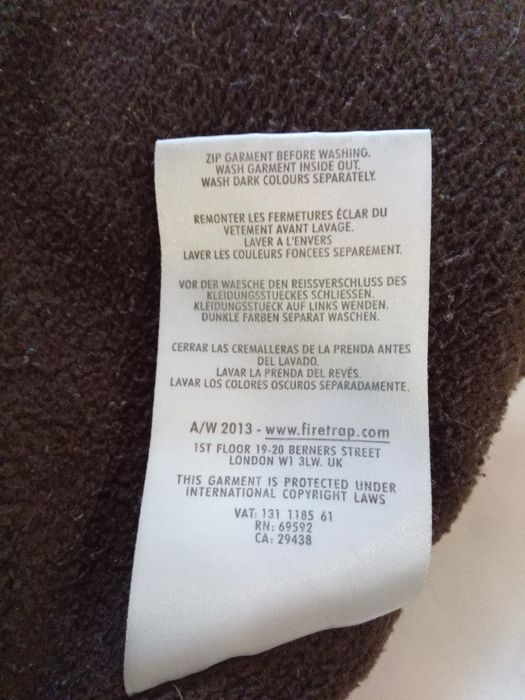 ZIP GARMENT BEFORE WASHING.
WASH GARMENT INSIDE OUT.
WASH DARK COLOURS SEPARATELY.
REMONTER LES FERMETURES ÉCLAR DU
VETEMENT AVANT LAVAGE.
LAVER A L'ENVERS
LAVER LES COULEURS FONCEES SEPAREMENT.
VOR DER WAESCHE DEN REISSVERSCHLUSS DES
KLEIDUNGSSTUECKES SCHLIESSEN.
KLEIDUNGSSTUECK AUF LINKS WENDEN.
DUNKLE FARBEN SEPARAT WASCHEN.
CERRAR LAS CREMALLERAS DE LA PRENDA ANTES
DEL LAVADO.
LAVAR LA PRENDA DEL REVÉS.
LAVAR LOS COLORES OSCUROS SEPARADAMENTE.
A/W 2013 - www.firetrap.com
1ST FLOOR 19-20 BERNERS STREET
LONDON W1 3LW. UK
THIS GARMENT IS PROTECTED UNDER
INTERNATIONAL COPYRIGHT LAWS
VAT: 131 1185 61
RN: 69592
CA: 29438